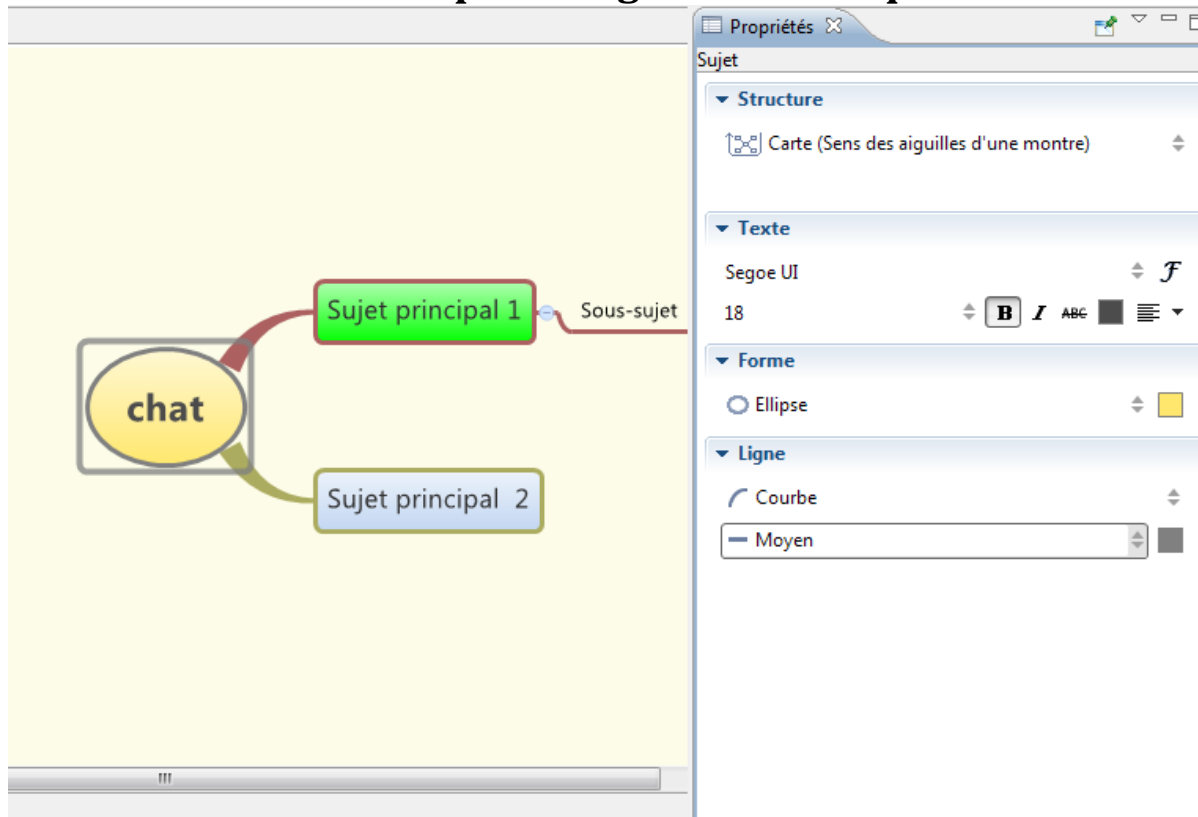 Propriétés
Sujet
Structure
Carte (Sens des aiguilles d'une montre)
Texte
Segoe UI
18
B I ABC
Forme
Ellipse
Ligne
Courbe
Moyen
Sujet principal 1
Sous-sujet
chat
Sujet principal 2